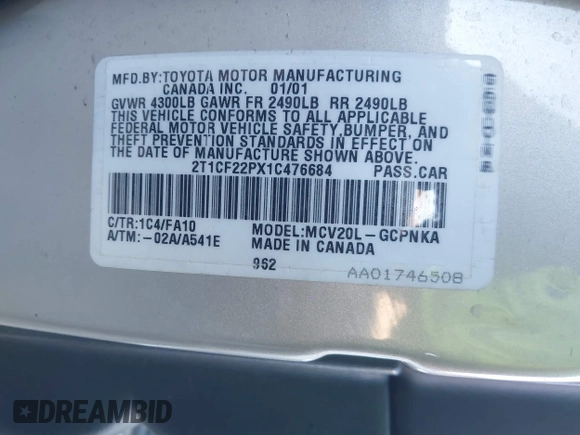 MFD.BY:TOYOTA MOTOR MANUFACTURING
CANADA INC. 01/01
GVWR 4300LB GAWR FR 2490LB RR 2490LB
THIS VEHICLE CONFORMS TO ALL APPLICABLE
FEDERAL MOTOR VEHICLE SAFETY,BUMPER, AND
THEFT PREVENTION STANDARDS IN EFFECT ON
THE DATE OF MANUFACTURE SHOWN ABOVE.
2T1CF22PX1C476684 PASS.CAR
C/TR:1C4/FA10 MODEL:MCV20L-GCPNKA
A/TM:-02A/A541E MADE IN CANADA
962
AA01746508
DREAMBID